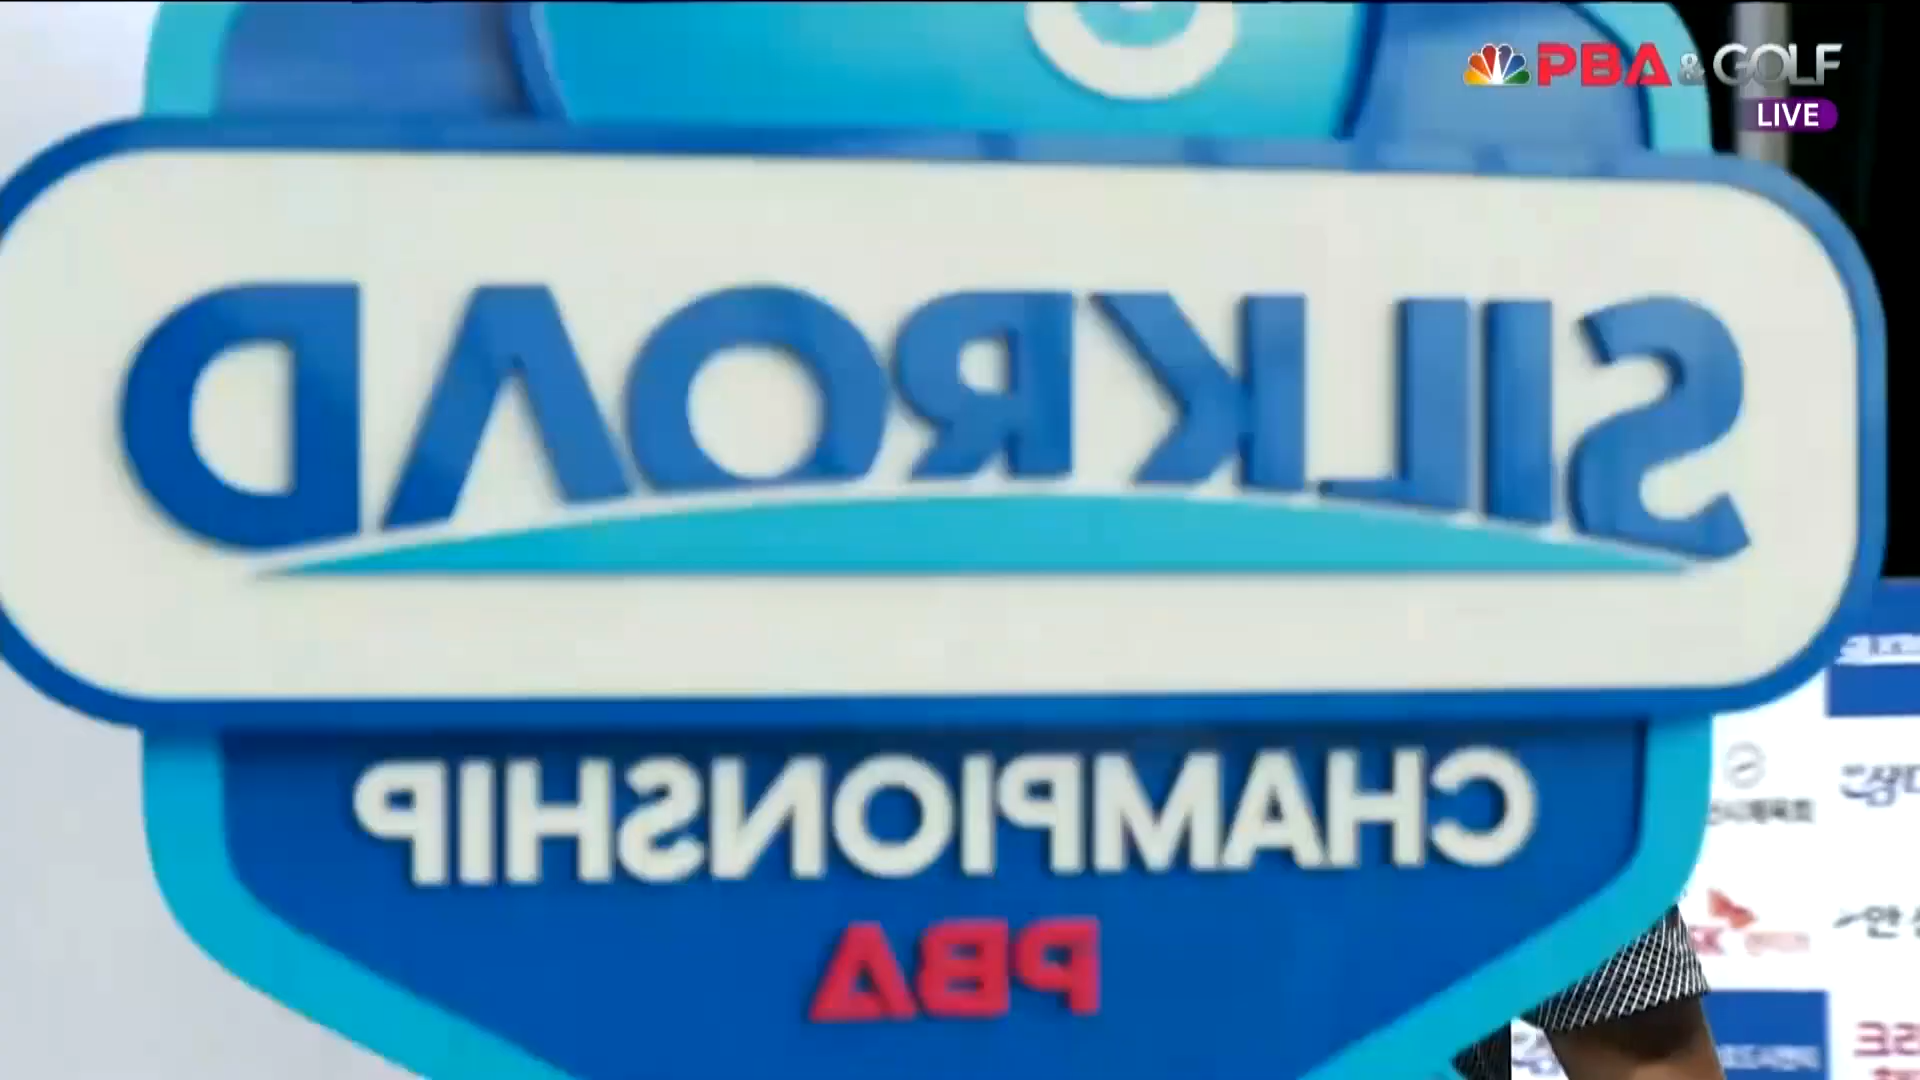 PBA & GOLF
LIVE
SILKROAD
CHAMPIONSHIP
PBA